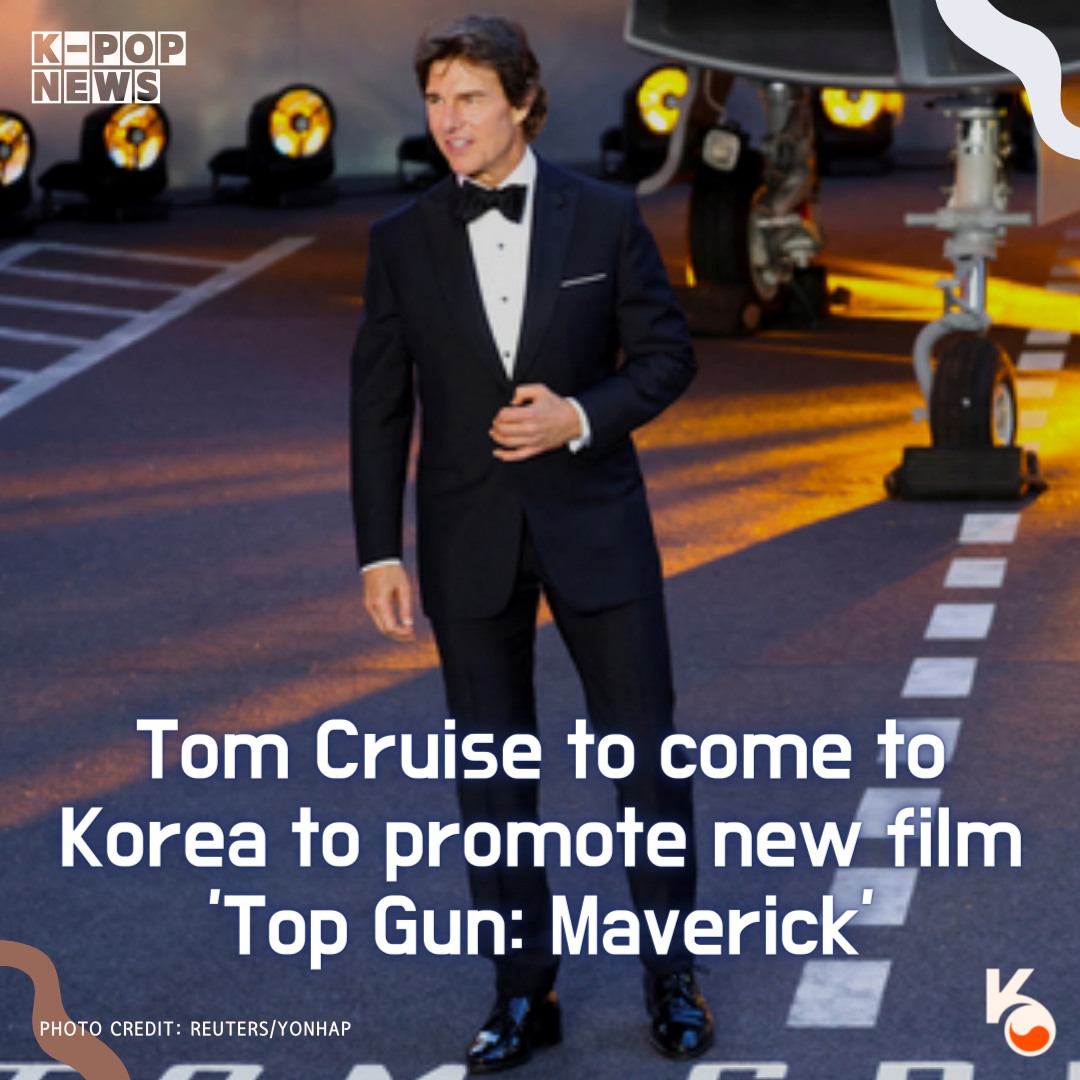 K-POP
NEWS
Tom Cruise to come to
Korea to promote new film
'Top Gun: Maverick'
PHOTO CREDIT: REUTERS/YONHAP